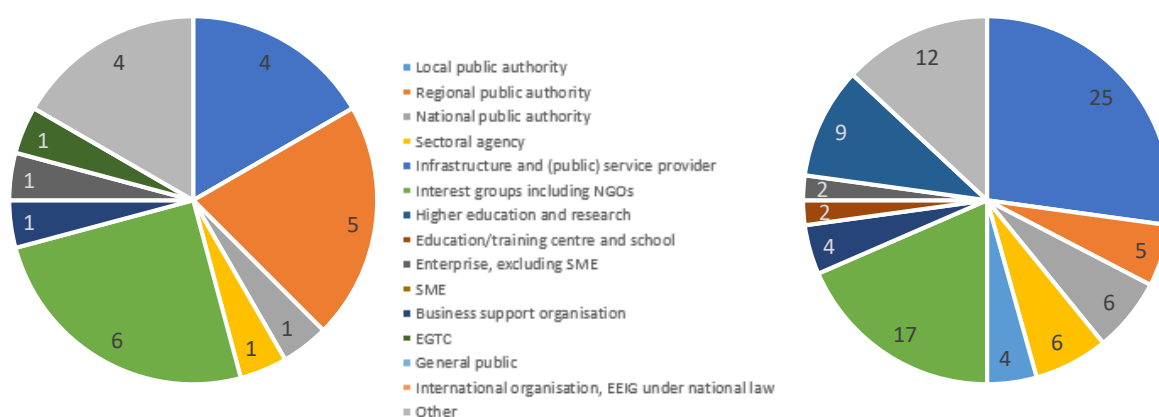 4
4
5
1
1
6
1
1
1
Local public authority
Regional public authority
National public authority
Sectoral agency
Infrastructure and (public) service provider
Interest groups including NGOs
Higher education and research
Education/training centre and school
Enterprise, excluding SME
SME
Business support organisation
EGTC
General public
International organisation, EEIG under national law
Other
12
25
9
2
2
4
5
6
6
4
17